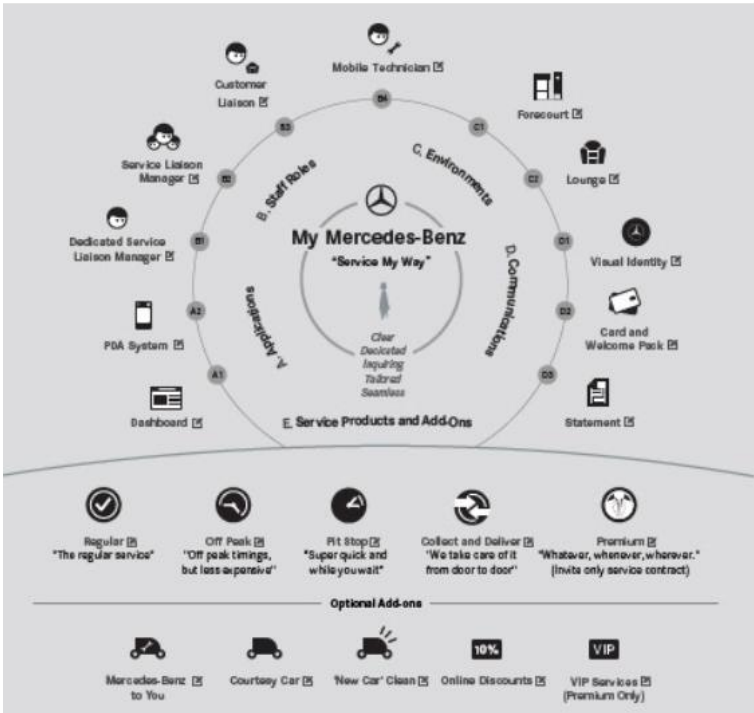 Mobile Technician
Customer
Liaison
Forecourt
Service Liaison
Manager
Lounge
Dedicated Service
Liaison Manager
Visual Identity
PDA System
Card and
Welcome Pack
Dashboard
Statement
B4
B3
C1
B2
C2
B1
D1
A2
D2
A1
D3
B. Staff Roles
C. Environments
A. Applications
D. Communications
My Mercedes-Benz
"Service My Way"
Clear
Dedicated
Inquiring
Tailored
Seamless
E. Service Products and Add-Ons
Regular
"The regular service"
Off Peak
"Off peak timings,
but less expensive"
Pit Stop
"Super quick and
while you wait"
Collect and Deliver
"We take care of it
from door to door"
Premium
"Whatever, whenever, wherever."
(Invite only service contract)
Optional Add-ons
Mercedes-Benz
to You
Courtesy Car
'New Car' Clean
10%
Online Discounts
VIP
VIP Services
(Premium Only)